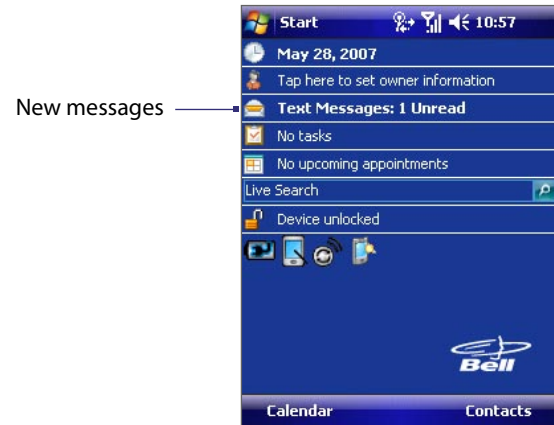 Start 10:57
May 28, 2007
Tap here to set owner information
New messages
Text Messages: 1 Unread
No tasks
No upcoming appointments
Live Search
Device unlocked
Bell
Calendar Contacts